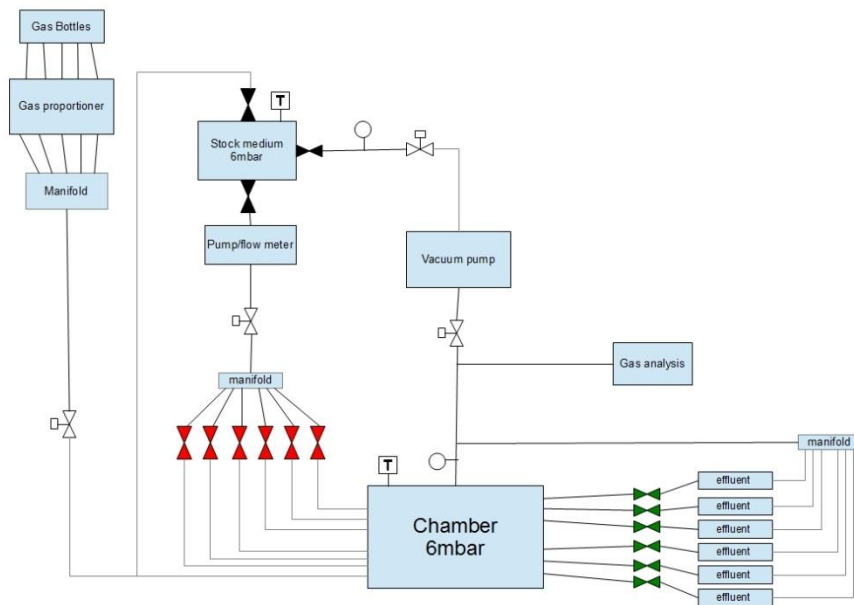 Gas Bottles
Gas proportioner
Manifold
T
Stock medium
6mbar
Pump/flow meter
Vacuum pump
manifold
Gas analysis
T
Chamber
6mbar
manifold
effluent
effluent
effluent
effluent
effluent
effluent